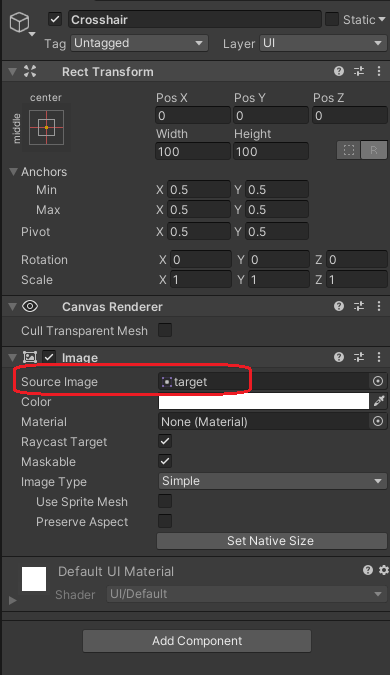 Crosshair Static
Tag Untagged Layer UI
Rect Transform
center
middle
Pos X Pos Y Pos Z
0 0 0
Width Height
100 100
R
Anchors
Min X 0.5 Y 0.5
Max X 0.5 Y 0.5
Pivot X 0.5 Y 0.5
Rotation X 0 Y 0 Z 0
Scale X 1 Y 1 Z 1
Canvas Renderer
Cull Transparent Mesh
Image
Source Image target
Color
Material None (Material)
Raycast Target
Maskable
Image Type Simple
Use Sprite Mesh
Preserve Aspect
Set Native Size
Default UI Material
Shader UI/Default
Add Component